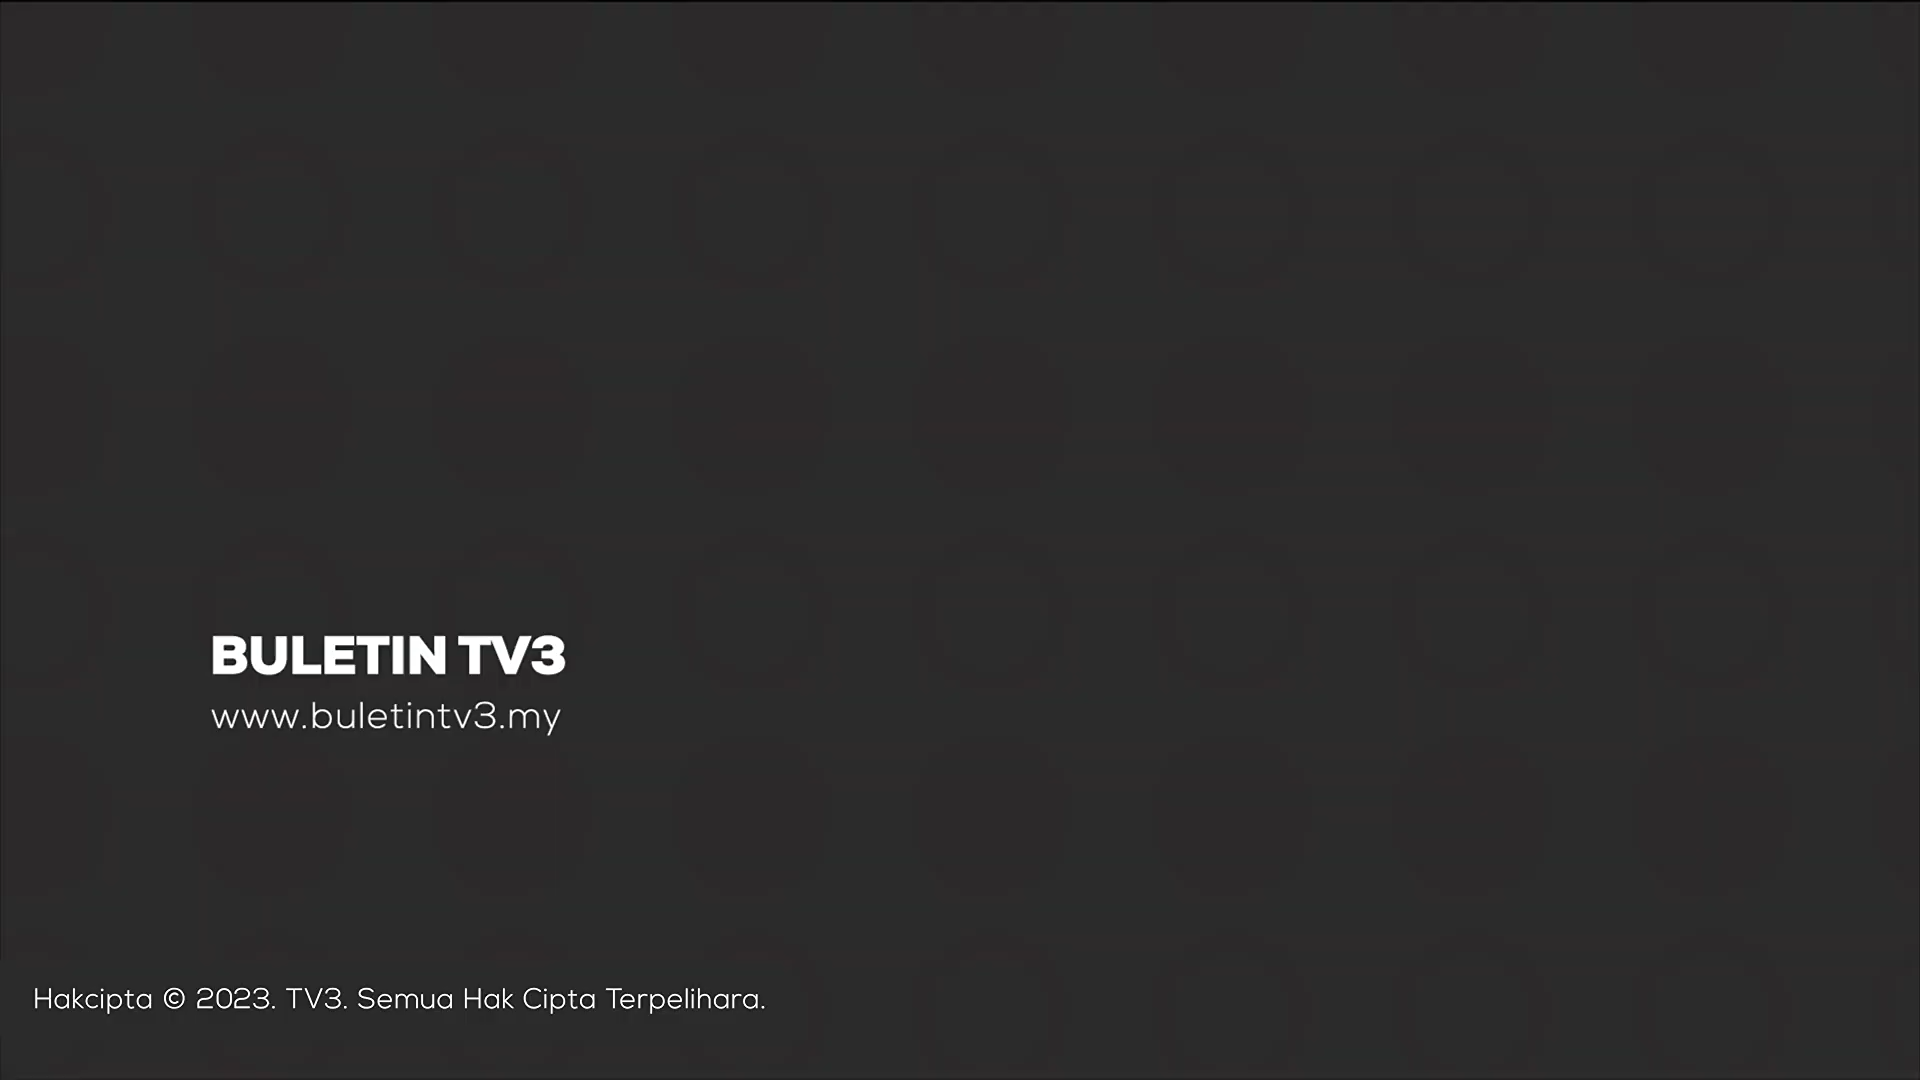 BULETIN TV3
www.buletintv3.my
Hakcipta © 2023. TV3. Semua Hak Cipta Terpelihara.